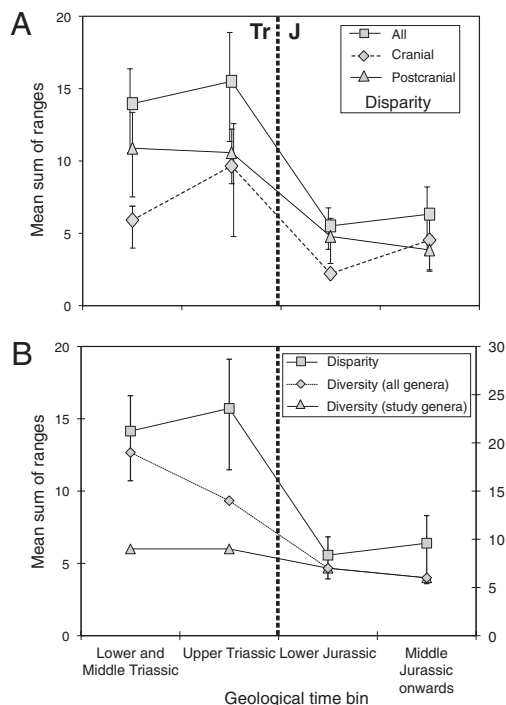 A
20
15
10
5
0
Mean sum of ranges
Tr J
All
Cranial
Postcranial
Disparity
B
20
15
10
5
0
Mean sum of ranges
30
25
20
15
10
5
0
Disparity
Diversity (all genera)
Diversity (study genera)
Lower and
Middle Triassic
Upper Triassic
Lower Jurassic
Middle
Jurassic
onwards
Geological time bin